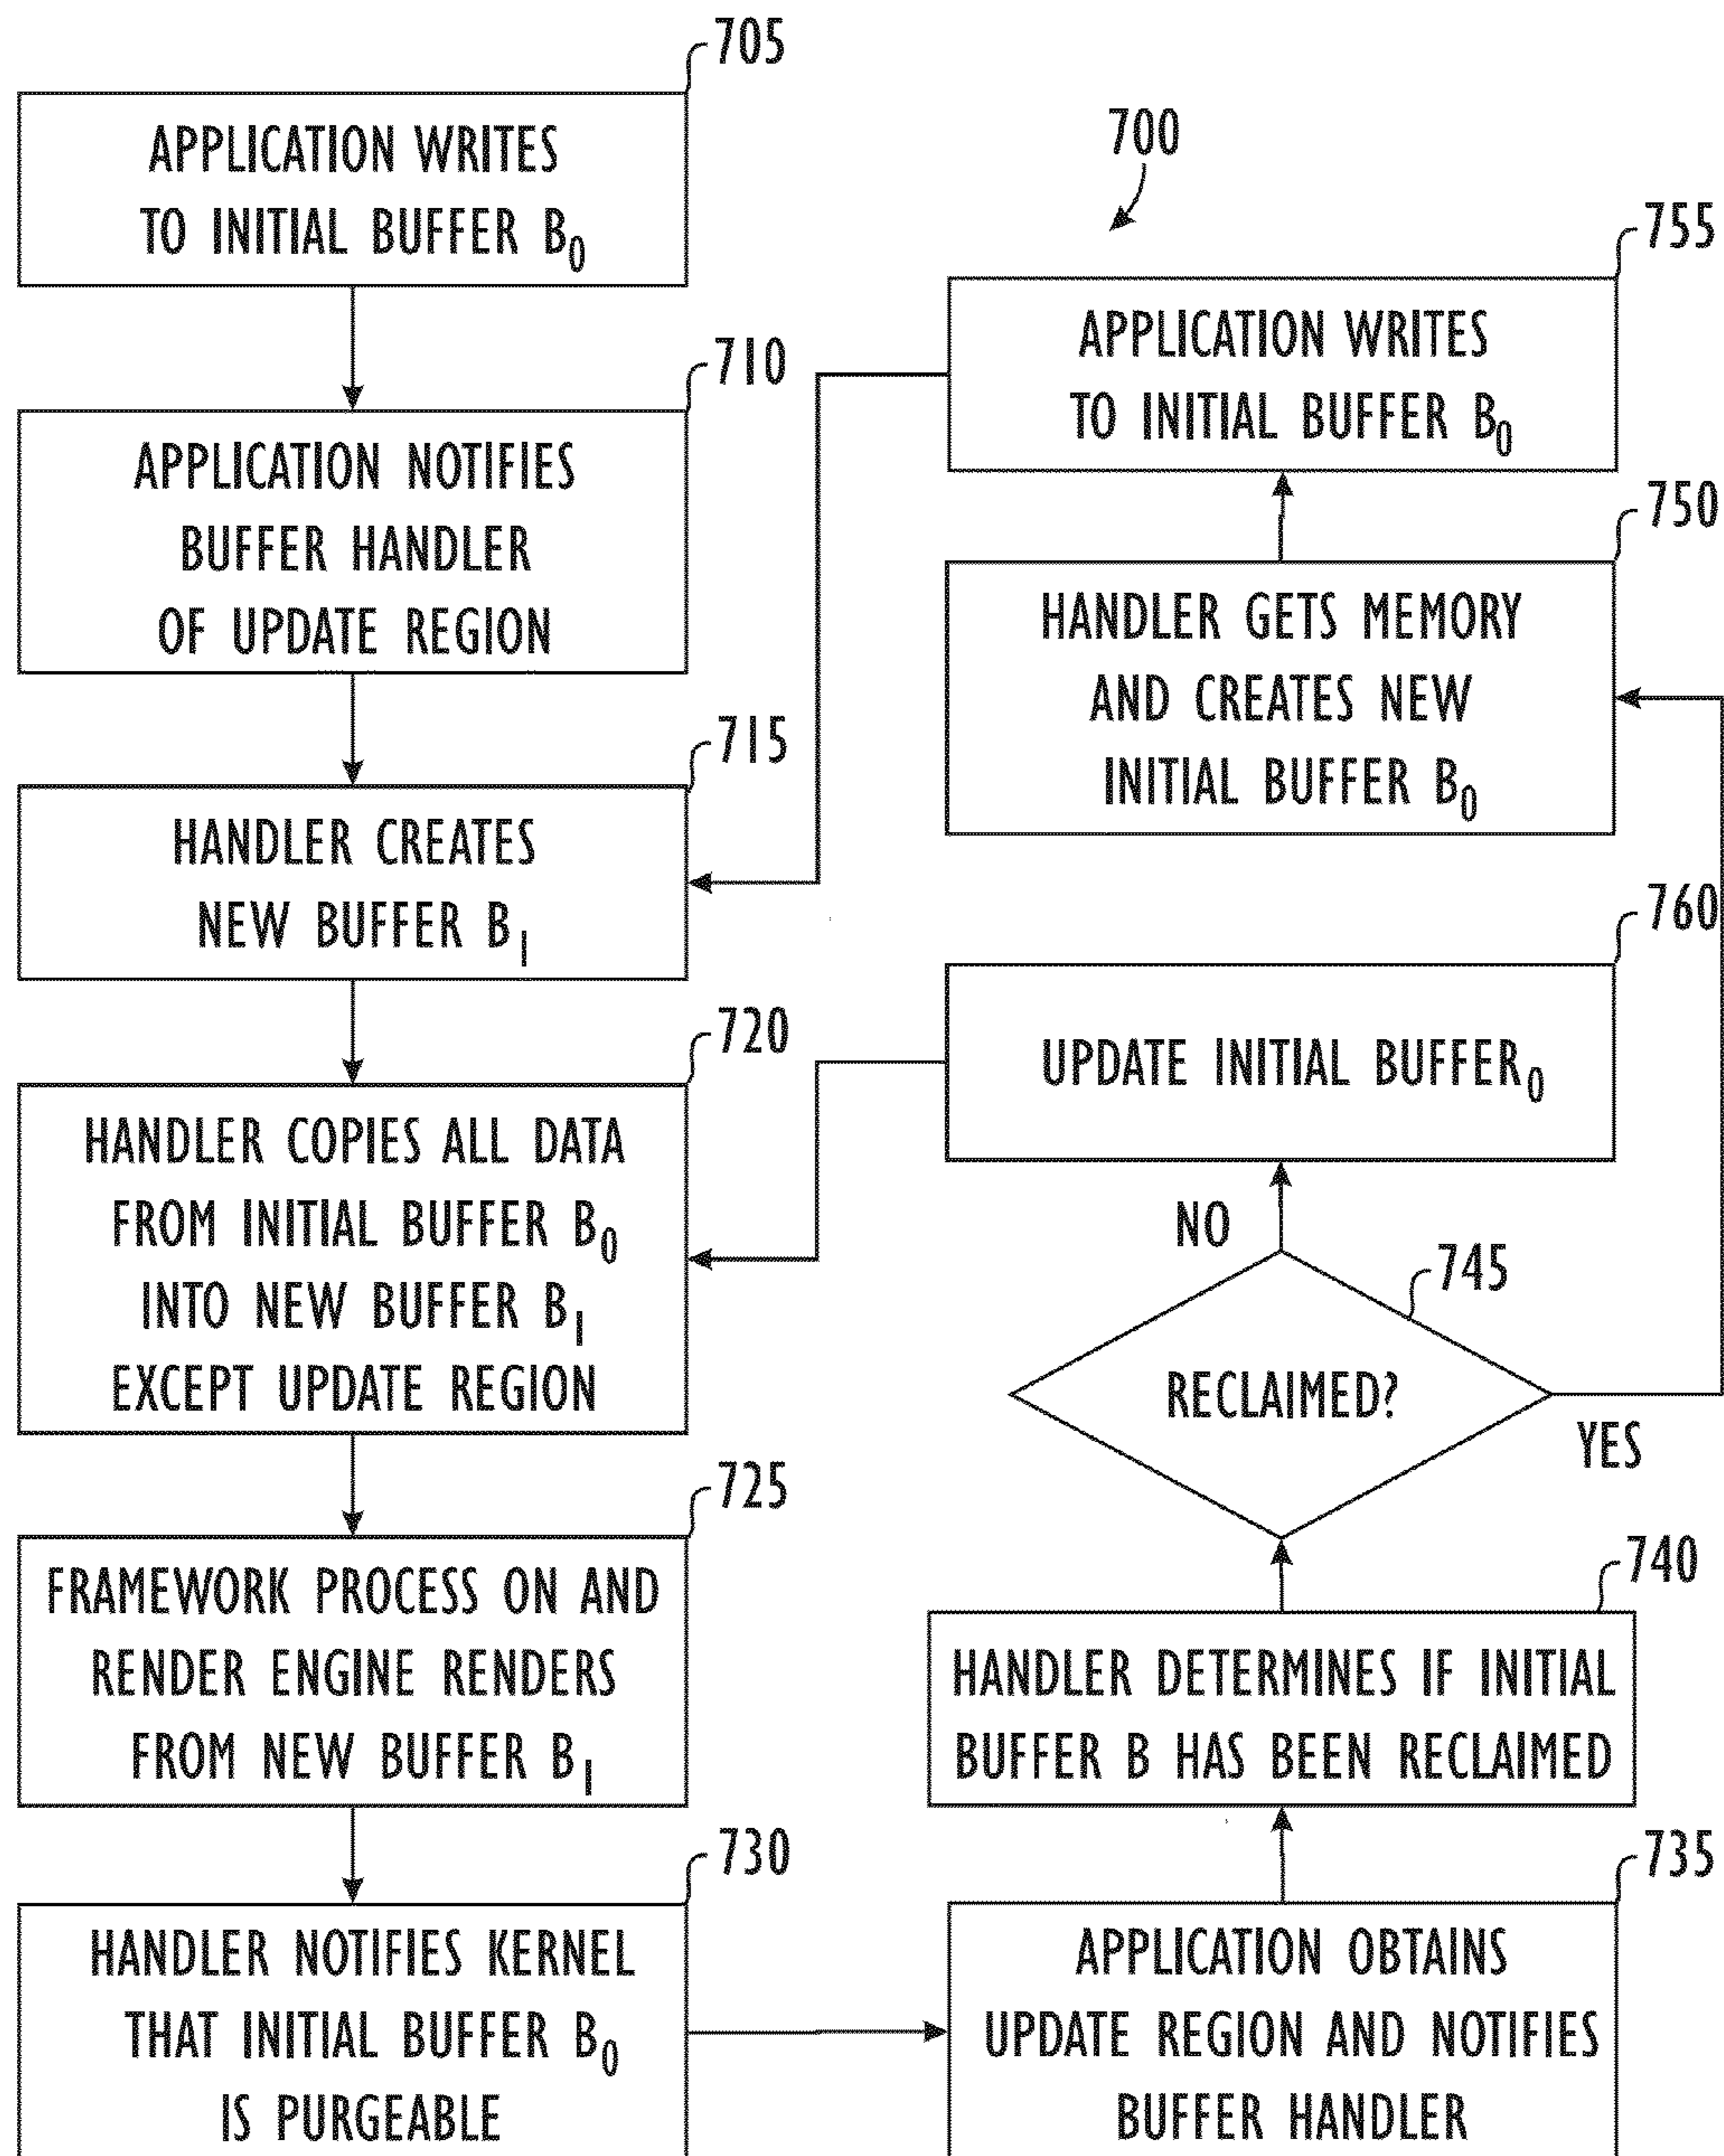 705
APPLICATION WRITES
TO INITIAL BUFFER B₀
710
APPLICATION NOTIFIES
BUFFER HANDLER
OF UPDATE REGION
715
HANDLER CREATES
NEW BUFFER B₁
720
HANDLER COPIES ALL DATA
FROM INITIAL BUFFER B₀
INTO NEW BUFFER B₁
EXCEPT UPDATE REGION
725
FRAMEWORK PROCESS ON AND
RENDER ENGINE RENDERS
FROM NEW BUFFER B₁
730
HANDLER NOTIFIES KERNEL
THAT INITIAL BUFFER B₀
IS PURGEABLE
700
755
APPLICATION WRITES
TO INITIAL BUFFER B₀
750
HANDLER GETS MEMORY
AND CREATES NEW
INITIAL BUFFER B₀
760
UPDATE INITIAL BUFFER₀
NO
745
RECLAIMED?
YES
740
HANDLER DETERMINES IF INITIAL
BUFFER B HAS BEEN RECLAIMED
735
APPLICATION OBTAINS
UPDATE REGION AND NOTIFIES
BUFFER HANDLER